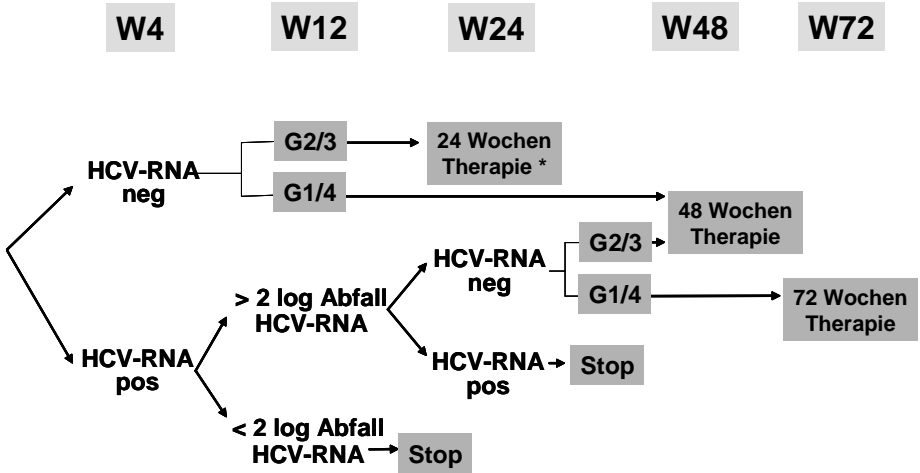 W4 W12 W24 W48 W72
G2/3
24 Wochen
Therapie *
HCV-RNA
neg
G1/4
48 Wochen
Therapie
G2/3
HCV-RNA
neg
G1/4
72 Wochen
Therapie
> 2 log Abfall
HCV-RNA
HCV-RNA
pos
HCV-RNA
pos
Stop
< 2 log Abfall
HCV-RNA
Stop